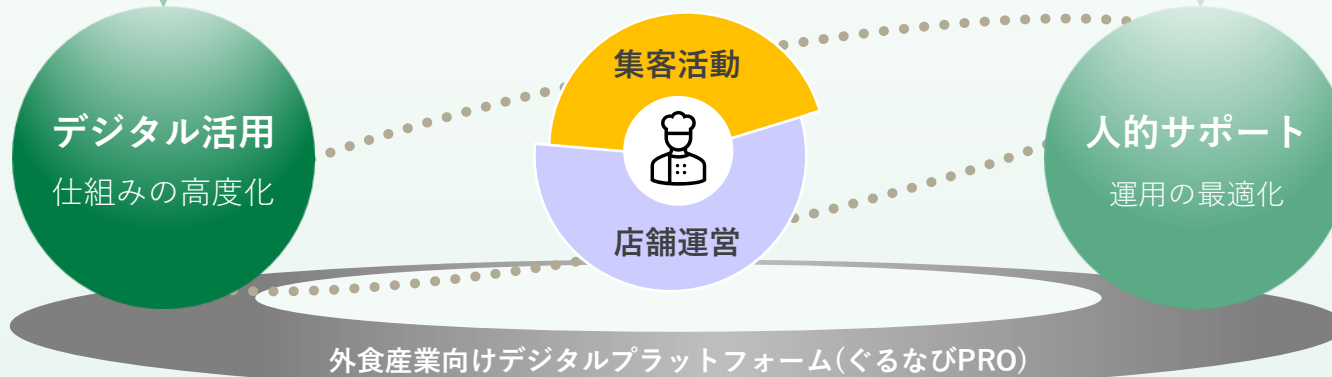 集客活動
デジタル活用
仕組みの高度化
人的サポート
運用の最適化
店舗運営
外食産業向けデジタルプラットフォーム(ぐるなびPRO)